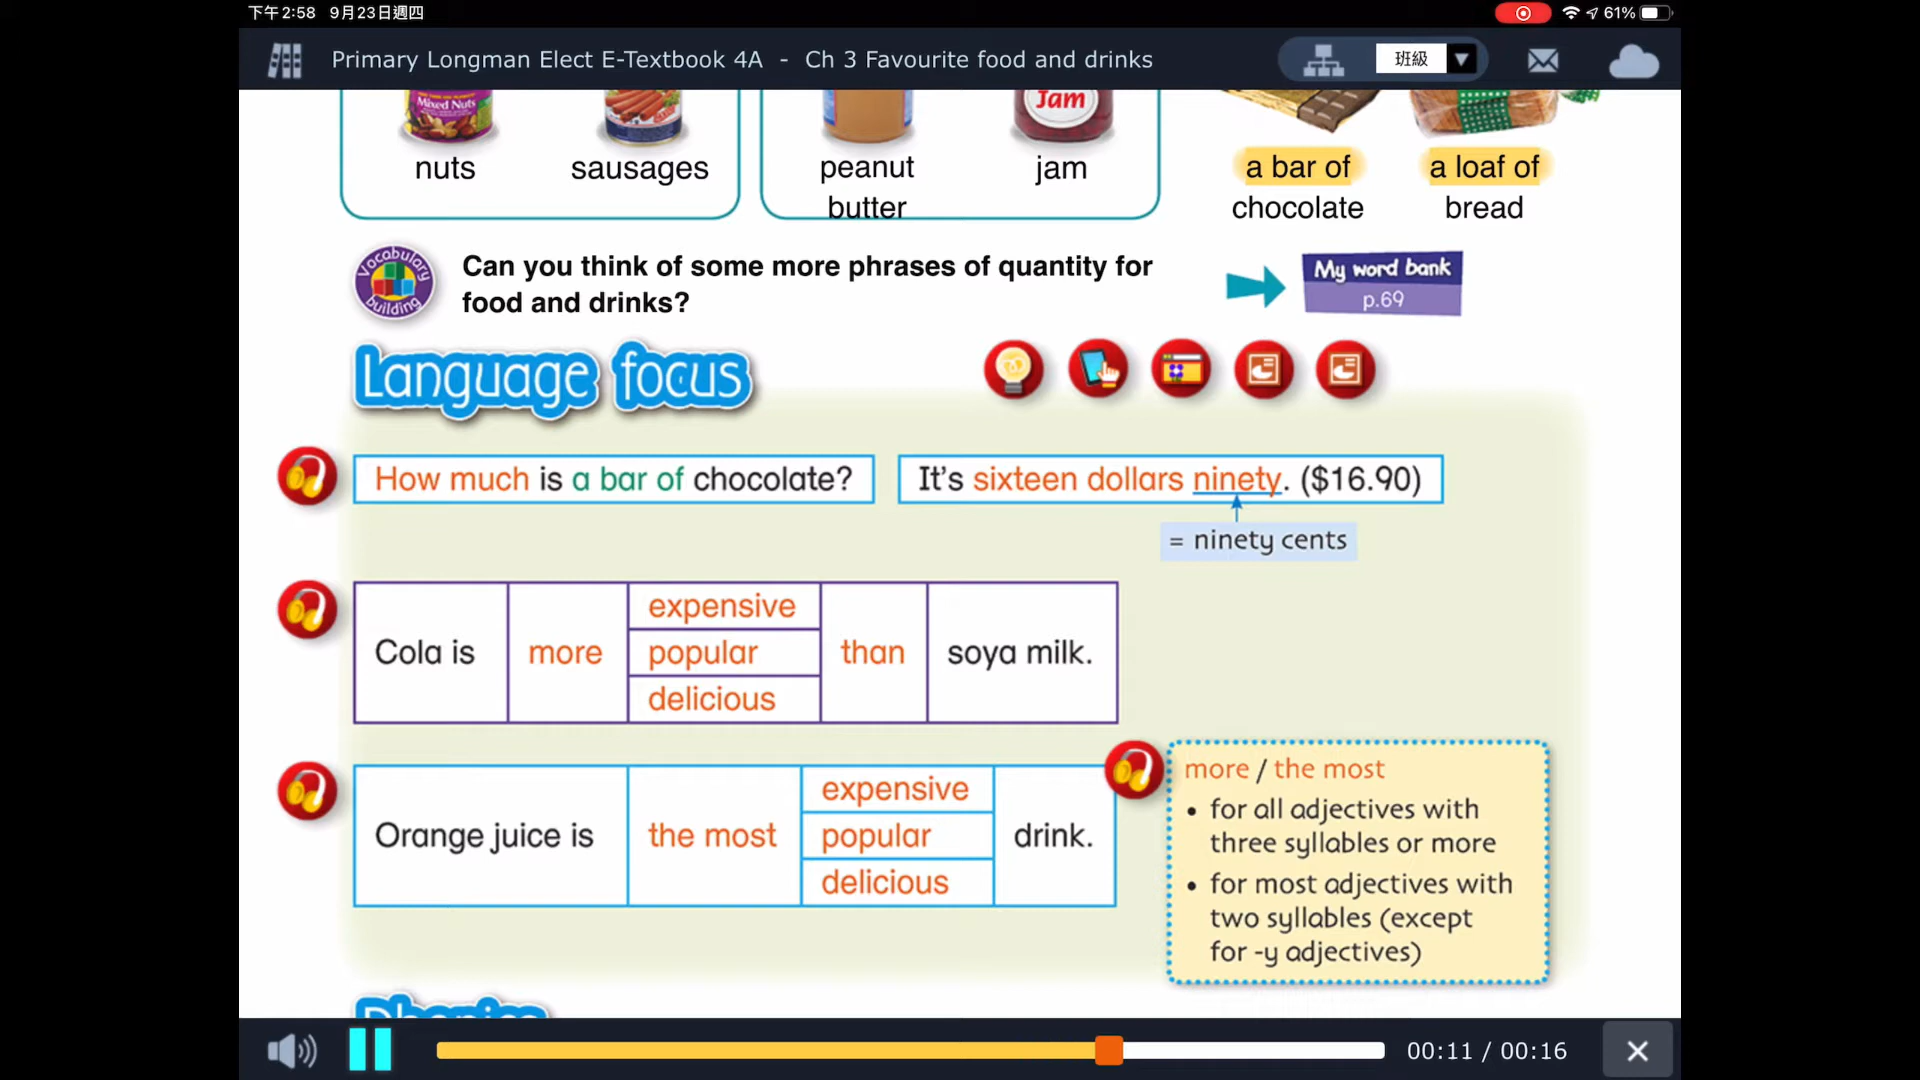 下午2:58 9月23日週四
61%
Primary Longman Elect E-Textbook 4A - Ch 3 Favourite food and drinks
班級
Mixed Nuts
Jam
nuts
sausages
peanut
butter
jam
a bar of
chocolate
a loaf of
bread
Vocabulary
building
Can you think of some more phrases of quantity for
food and drinks?
My word bank
p.69
Language focus
How much is a bar of chocolate?
It's sixteen dollars ninety. ($16.90)
= ninety cents
Cola is
more
expensive
popular
delicious
than
soya milk.
Orange juice is
the most
expensive
popular
delicious
drink.
more / the most
• for all adjectives with
three syllables or more
• for most adjectives with
two syllables (except
for -y adjectives)
Phonics
00:11 / 00:16